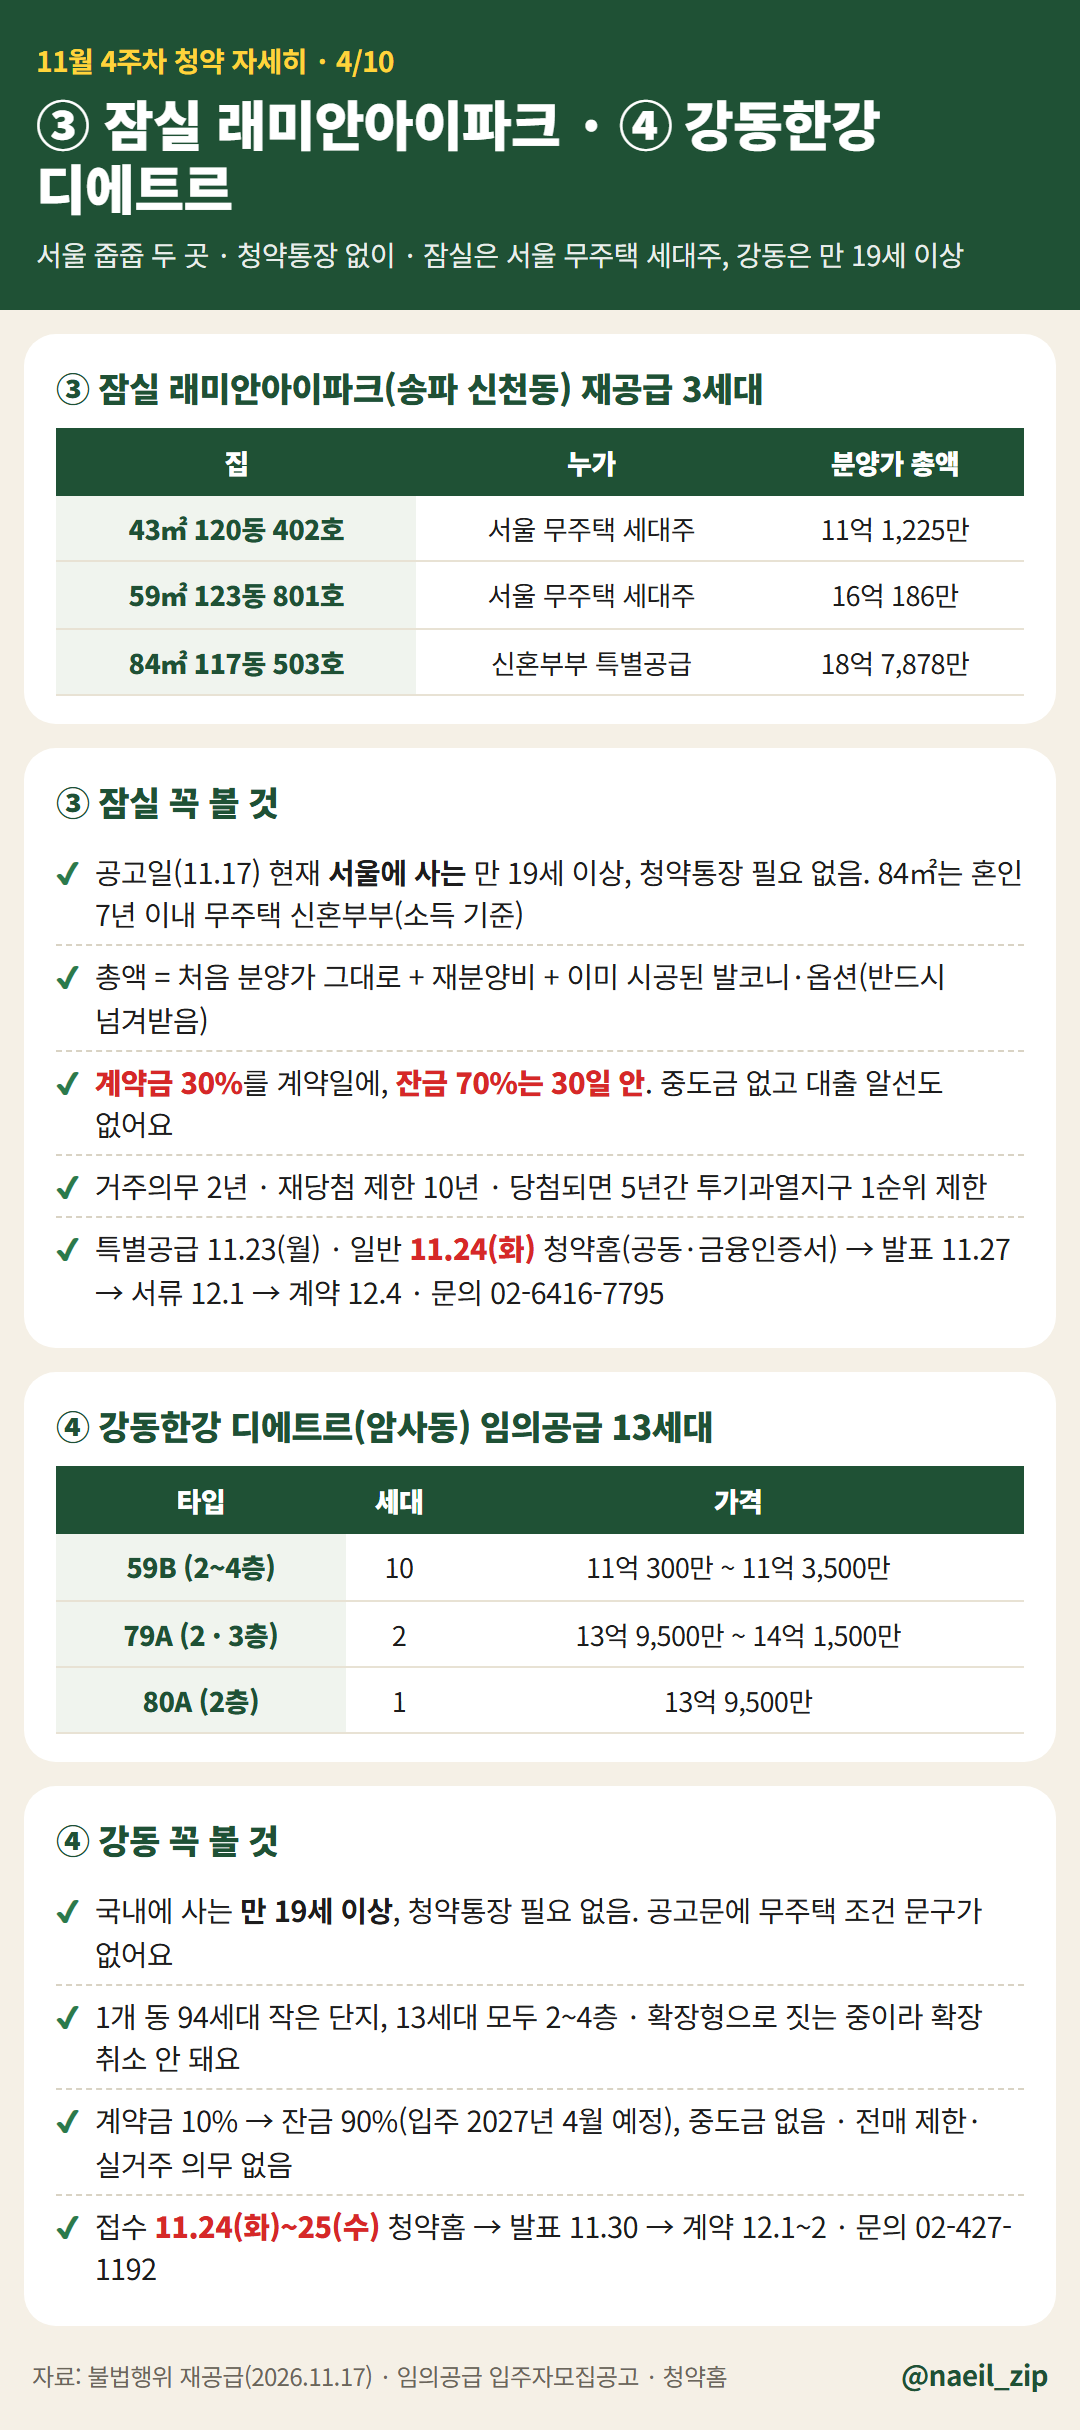 11월 4주차 청약 자세히 · 4/10
③ 잠실 래미안아이파크 · ④ 강동한강
디에트르
서울 줍줍 두 곳 · 청약통장 없이 · 잠실은 서울 무주택 세대주, 강동은 만 19세 이상
③ 잠실 래미안아이파크(송파 신천동) 재공급 3세대
집 누가 분양가 총액
43㎡ 120동 402호 서울 무주택 세대주 11억 1,225만
59㎡ 123동 801호 서울 무주택 세대주 16억 186만
84㎡ 117동 503호 신혼부부 특별공급 18억 7,878만
③ 잠실 꼭 볼 것
✔ 공고일(11.17) 현재 서울에 사는 만 19세 이상, 청약통장 필요 없음. 84㎡는 혼인
7년 이내 무주택 신혼부부(소득 기준)
✔ 총액 = 처음 분양가 그대로 + 재분양비 + 이미 시공된 발코니·옵션(반드시
넘겨받음)
✔ 계약금 30%를 계약일에, 잔금 70%는 30일 안. 중도금 없고 대출 알선도
없어요
✔ 거주의무 2년 · 재당첨 제한 10년 · 당첨되면 5년간 투기과열지구 1순위 제한
✔ 특별공급 11.23(월) · 일반 11.24(화) 청약홈(공동·금융인증서) → 발표 11.27
→ 서류 12.1 → 계약 12.4 · 문의 02-6416-7795
④ 강동한강 디에트르(암사동) 임의공급 13세대
타입 세대 가격
59B (2~4층) 10 11억 300만 ~ 11억 3,500만
79A (2 · 3층) 2 13억 9,500만 ~ 14억 1,500만
80A (2층) 1 13억 9,500만
④ 강동 꼭 볼 것
✔ 국내에 사는 만 19세 이상, 청약통장 필요 없음. 공고문에 무주택 조건 문구가
없어요
✔ 1개 동 94세대 작은 단지, 13세대 모두 2~4층 · 확장형으로 짓는 중이라 확장
취소 안 돼요
✔ 계약금 10% → 잔금 90%(입주 2027년 4월 예정), 중도금 없음 · 전매 제한·
실거주 의무 없음
✔ 접수 11.24(화)~25(수) 청약홈 → 발표 11.30 → 계약 12.1~2 · 문의 02-427-
1192
자료: 불법행위 재공급(2026.11.17) · 임의공급 입주자모집공고 · 청약홈
@naeil_zip